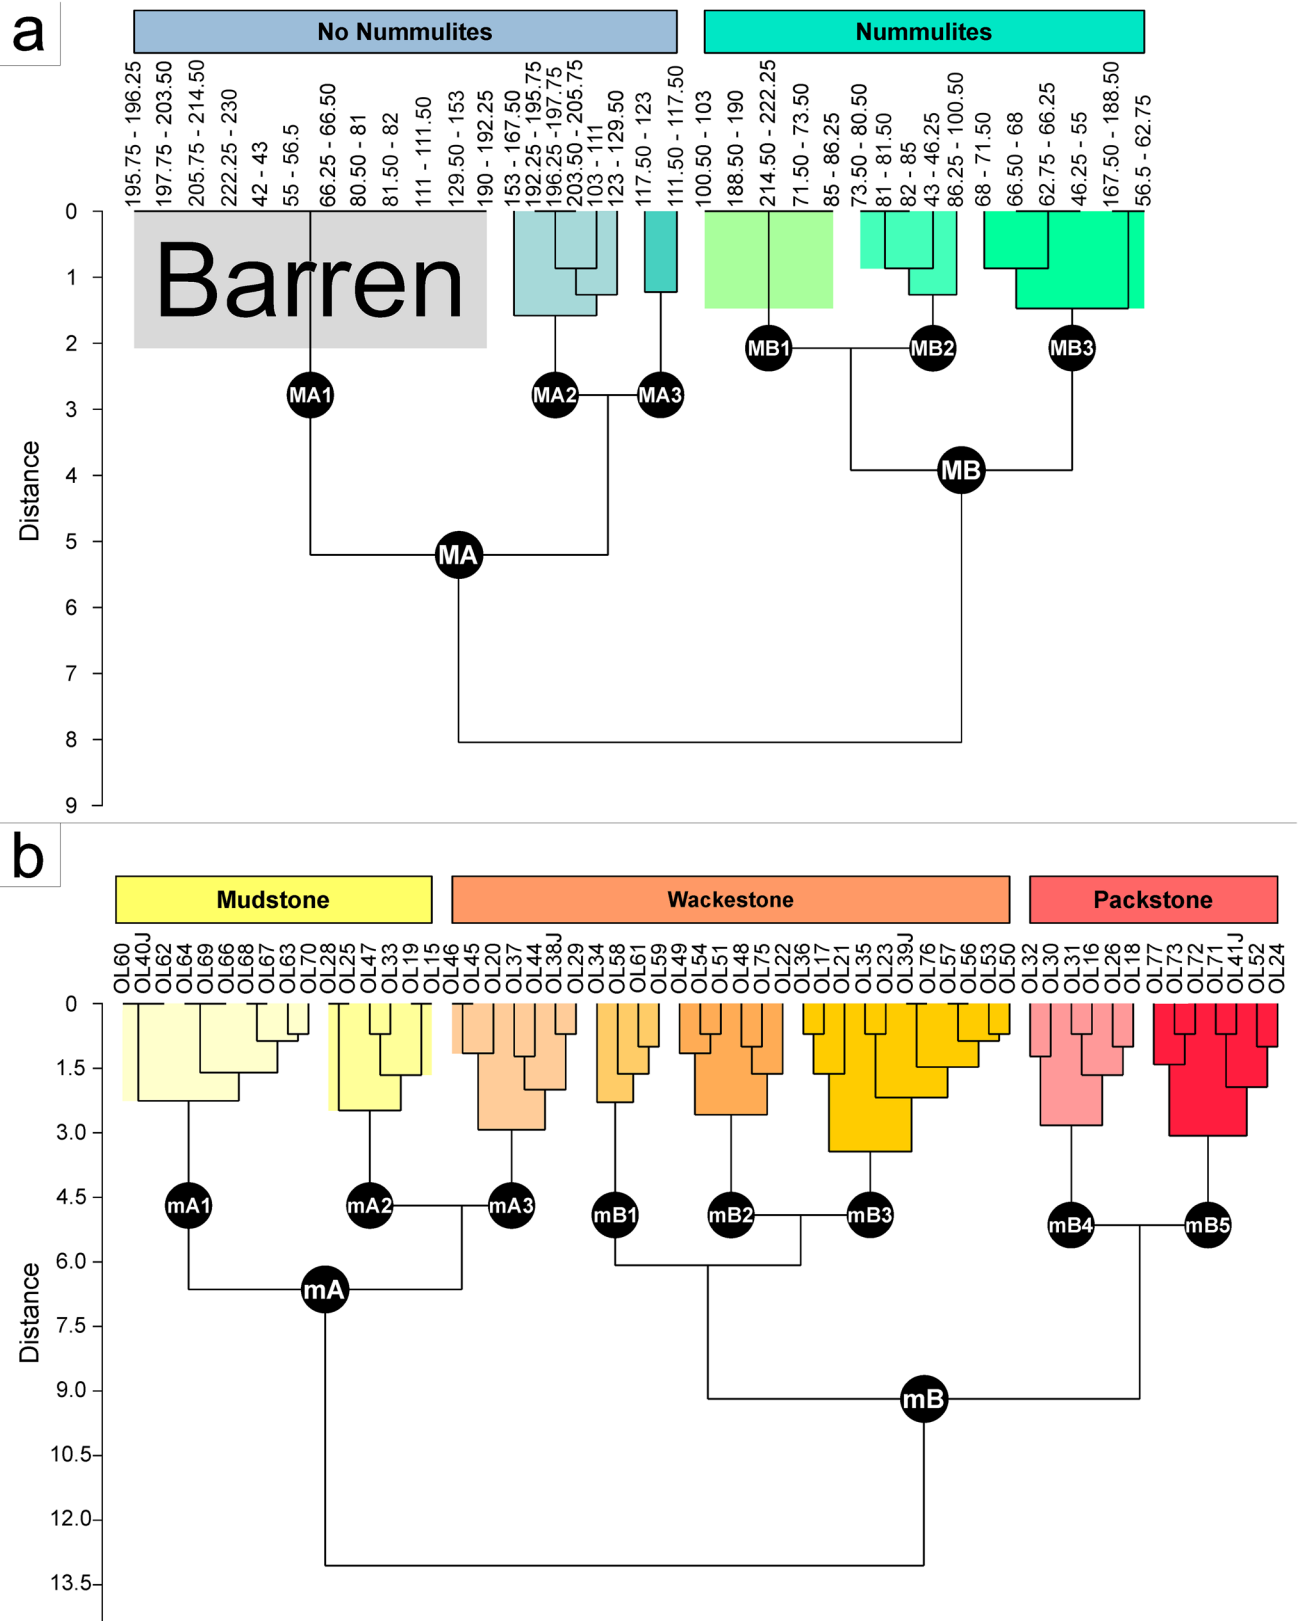 a
No Nummulites
Nummulites
195.75 - 196.25
197.75 - 203.50
205.75 - 214.50
222.25 - 230
42 - 43
55 - 56.5
66.25 - 66.50
80.50 - 81
81.50 - 82
111 - 111.50
129.50 - 153
190 - 192.25
153 - 167.50
192.25 - 195.75
196.25 -197.75
203.50 - 205.75
103 - 111
123 - 129.50
117.50 - 123
111.50 - 117.50
100.50 - 103
188.50 - 190
214.50 - 222.25
71.50 - 73.50
85 - 86.25
73.50 - 80.50
81 - 81.50
82 - 85
43 - 46.25
86.25 - 100.50
68 - 71.50
66.50 - 68
62.75 - 66.25
46.25 - 55
167.50 - 188.50
56.5 - 62.75
Distance
0
1
2
3
4
5
6
7
8
9
Barren
MB1
MB2
MB3
MA1
MA2
MA3
MB
MA
b
Mudstone
Wackestone
Packstone
OL60
OL40J
OL62
OL64
OL69
OL66
OL68
OL67
OL63
OL70
OL28
OL25
OL47
OL33
OL19
OL15
OL46
OL45
OL20
OL37
OL44
OL38J
OL29
OL34
OL58
OL61
OL59
OL49
OL54
OL51
OL48
OL75
OL22
OL36
OL17
OL21
OL35
OL23
OL39J
OL76
OL57
OL56
OL53
OL50
OL32
OL30
OL31
OL16
OL26
OL18
OL77
OL73
OL72
OL71
OL41J
OL52
OL24
Distance
0
1.5
3.0
4.5
6.0
7.5
9.0
10.5
12.0
13.5
mA1
mA2
mA3
mB1
mB2
mB3
mB4
mB5
mA
mB